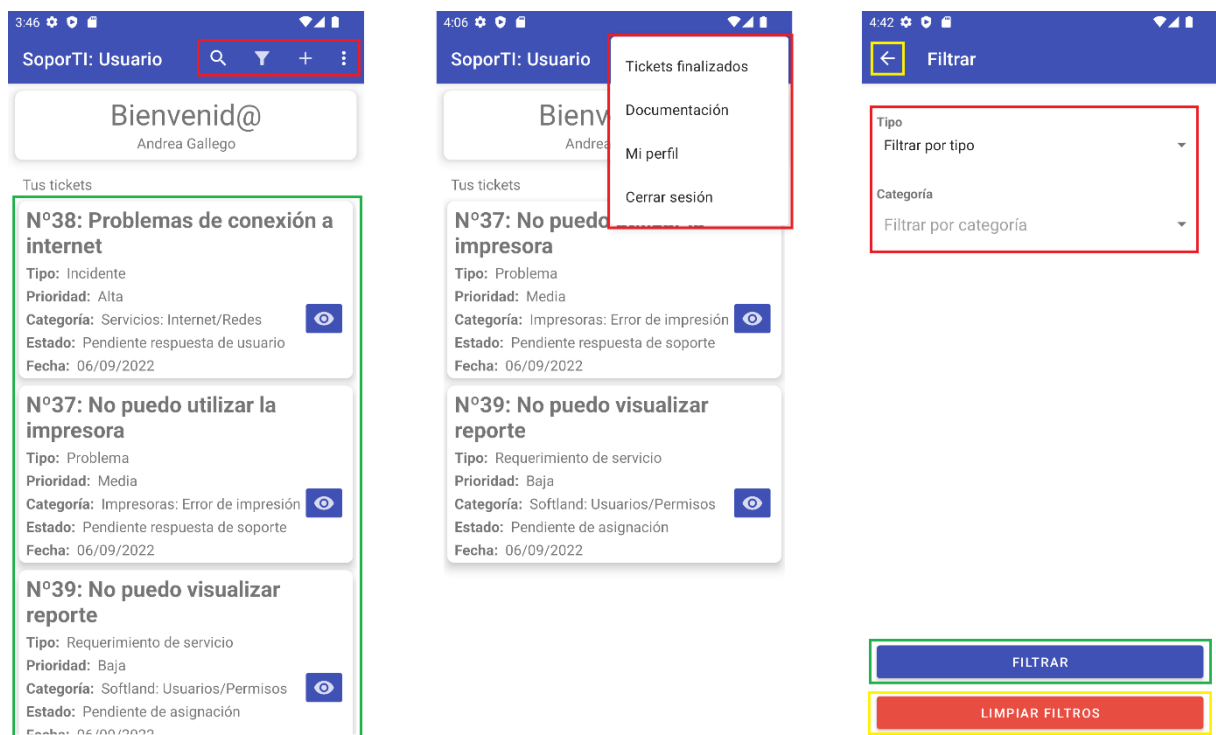 3:46
SoporTI: Usuario
Bienvenid@
Andrea Gallego
Tus tickets
Nº38: Problemas de conexión a
internet
Tipo: Incidente
Prioridad: Alta
Categoría: Servicios: Internet/Redes
Estado: Pendiente respuesta de usuario
Fecha: 06/09/2022
Nº37: No puedo utilizar la
impresora
Tipo: Problema
Prioridad: Media
Categoría: Impresoras: Error de impresión
Estado: Pendiente respuesta de soporte
Fecha: 06/09/2022
Nº39: No puedo visualizar
reporte
Tipo: Requerimiento de servicio
Prioridad: Baja
Categoría: Softland: Usuarios/Permisos
Estado: Pendiente de asignación
Fecha: 06/09/2022
4:06
SoporTI: Usuario
Tickets finalizados
Documentación
Mi perfil
Cerrar sesión
Tus tickets
Nº37: No puedo
impresora
Tipo: Problema
Prioridad: Media
Categoría: Impresoras: Error de impresión
Estado: Pendiente respuesta de soporte
Fecha: 06/09/2022
Nº39: No puedo visualizar
reporte
Tipo: Requerimiento de servicio
Prioridad: Baja
Categoría: Softland: Usuarios/Permisos
Estado: Pendiente de asignación
Fecha: 06/09/2022
4:42
Filtrar
Tipo
Filtrar por tipo
Categoría
Filtrar por categoría
FILTRAR
LIMPIAR FILTROS